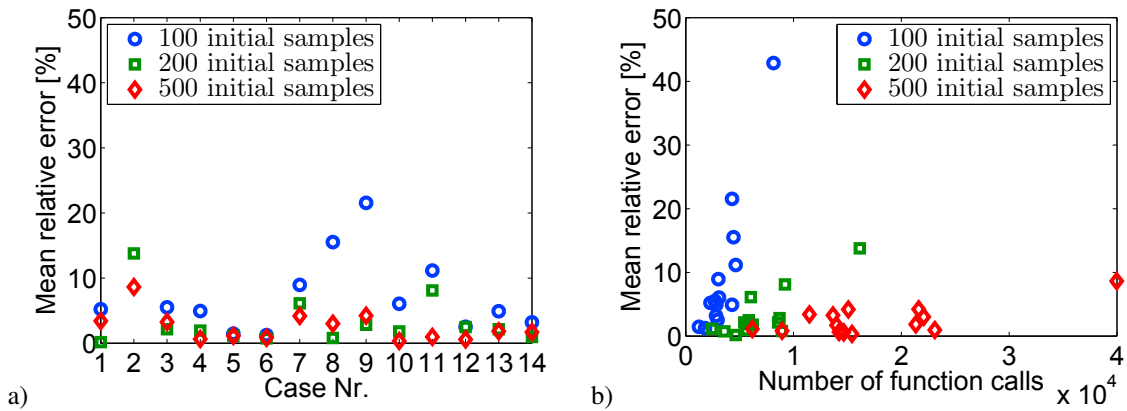 50
40
30
20
10
0
Mean relative error [%]
100 initial samples
200 initial samples
500 initial samples
1 2 3 4 5 6 7 8 9 10 11 12 13 14
Case Nr.
a)
50
40
30
20
10
0
Mean relative error [%]
100 initial samples
200 initial samples
500 initial samples
0 1 2 3 4
Number of function calls x 10^4
b)